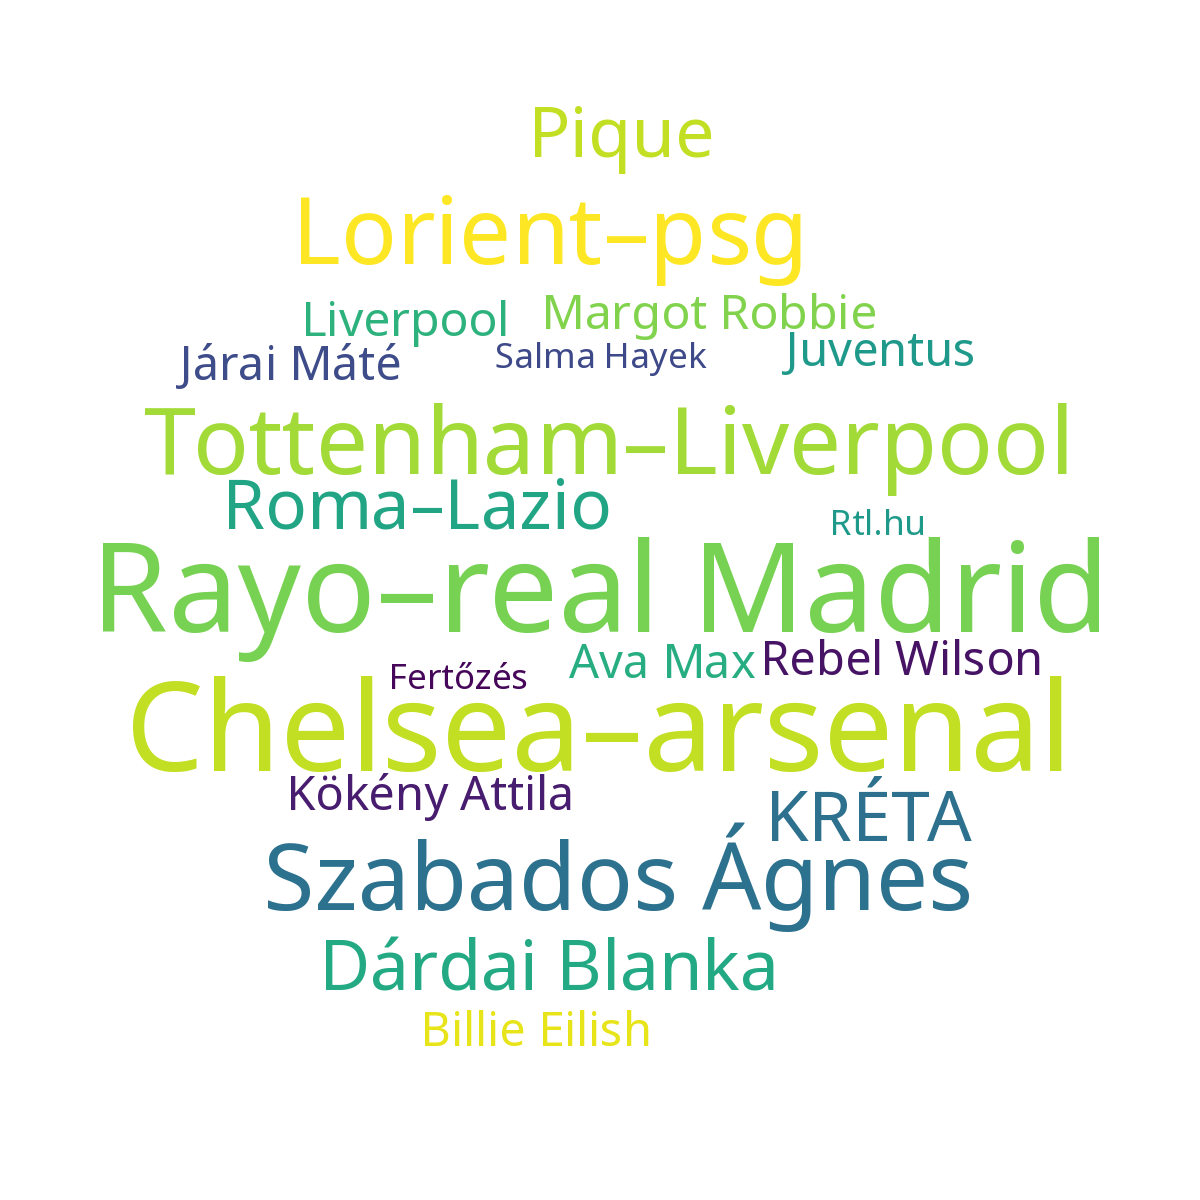 Pique
Lorient–psg
Liverpool
Margot Robbie
Járai Máté
Salma Hayek
Juventus
Tottenham–Liverpool
Roma–Lazio
Rtl.hu
Rayo–real Madrid
Fertőzés
Ava Max
Rebel Wilson
Chelsea–arsenal
Kökény Attila
KRÉTA
Szabados Ágnes
Dárdai Blanka
Billie Eilish